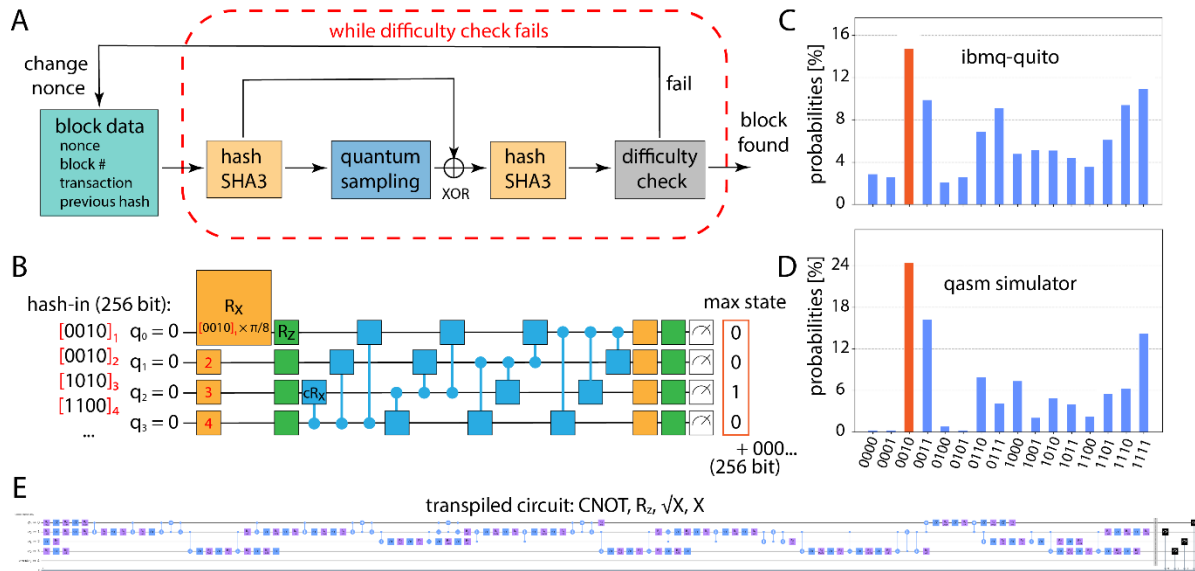 A
while difficulty check fails
change
nonce
fail
block data
nonce
block #
transaction
previous hash
hash
SHA3
quantum
sampling
XOR
hash
SHA3
difficulty
check
block
found
B
hash-in (256 bit):
[0010]₁
[0010]₂
[1010]₃
[1100]₄
...
q₀ = 0
q₁ = 0
q₂ = 0
q₃ = 0
Rₓ
[0010]₁ × π/8
2
3
4
R_Z
cRₓ
max state
0
0
1
0
+ 000...
(256 bit)
C
probabilities [%]
16
12
8
4
0
ibmq-quito
D
probabilities [%]
24
18
12
6
0
qasm simulator
0000
0001
0010
0011
0100
0101
0110
0111
1000
1001
1010
1011
1100
1101
1110
1111
E
transpiled circuit: CNOT, R_z, √X, X